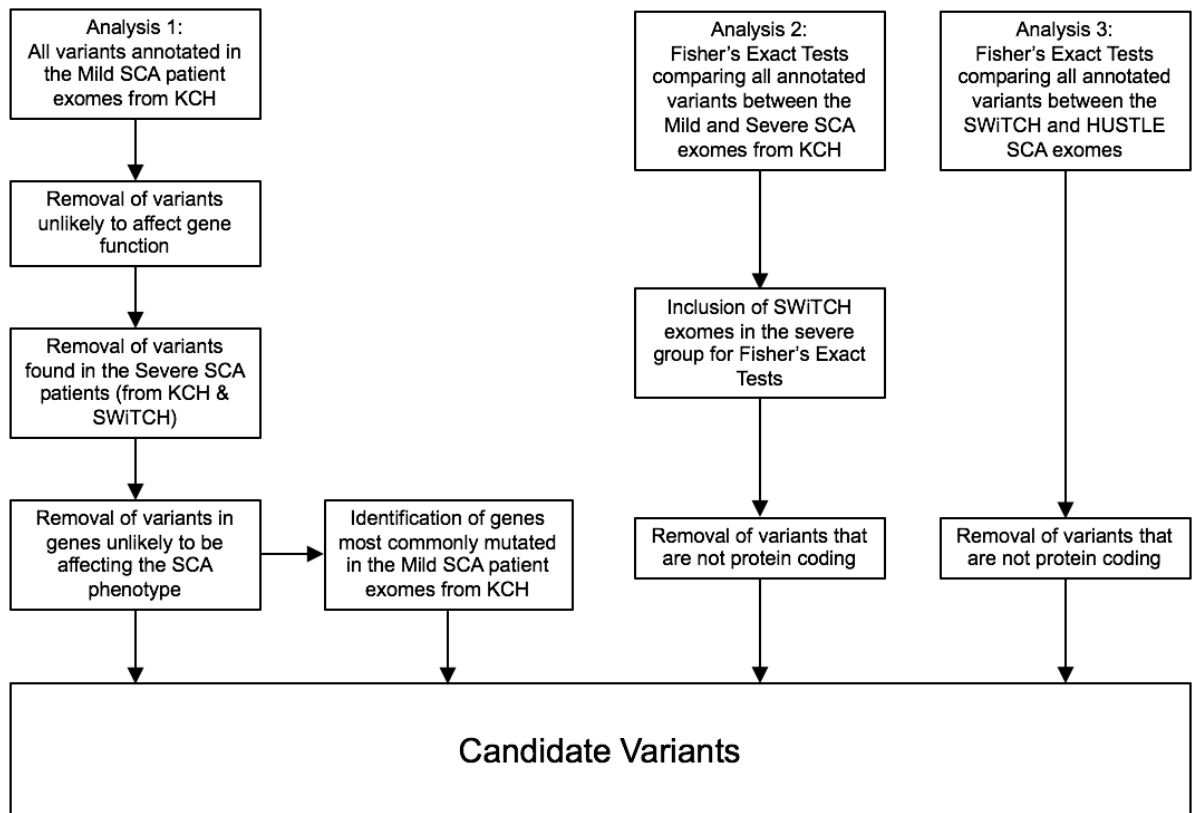 Analysis 1:
All variants annotated in
the Mild SCA patient
exomes from KCH
Removal of variants
unlikely to affect gene
function
Removal of variants
found in the Severe SCA
patients (from KCH &
SWiTCH)
Removal of variants in
genes unlikely to be
affecting the SCA
phenotype
Identification of genes
most commonly mutated
in the Mild SCA patient
exomes from KCH
Analysis 2:
Fisher's Exact Tests
comparing all annotated
variants between the
Mild and Severe SCA
exomes from KCH
Inclusion of SWiTCH
exomes in the severe
group for Fisher's Exact
Tests
Removal of variants that
are not protein coding
Analysis 3:
Fisher's Exact Tests
comparing all annotated
variants between the
SWiTCH and HUSTLE
SCA exomes
Removal of variants that
are not protein coding
Candidate Variants